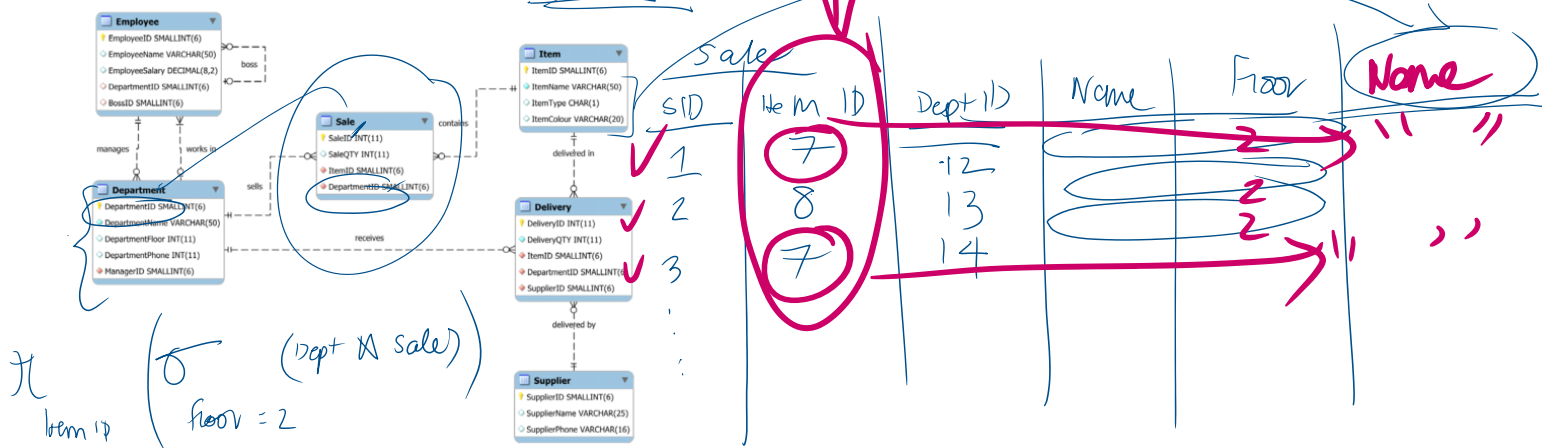 Employee
EmployeeID SMALLINT(6)
EmployeeName VARCHAR(50)
EmployeeSalary DECIMAL(8,2)
DepartmentID SMALLINT(6)
BossID SMALLINT(6)
boss
manages
works in
Department
DepartmentID SMALLINT(6)
DepartmentName VARCHAR(50)
DepartmentFloor INT(11)
DepartmentPhone INT(11)
ManagerID SMALLINT(6)
sells
receives
Sale
SaleID INT(11)
SaleQTY INT(11)
ItemID SMALLINT(6)
DepartmentID SMALLINT(6)
contains
Item
ItemID SMALLINT(6)
ItemName VARCHAR(50)
ItemType CHAR(1)
ItemColour VARCHAR(20)
delivered in
Delivery
DeliveryID INT(11)
DeliveryQTY INT(11)
ItemID SMALLINT(6)
DepartmentID SMALLINT(6
SupplierID SMALLINT(6)
delivered by
Supplier
SupplierID SMALLINT(6)
SupplierName VARCHAR(25)
SupplierPhone VARCHAR(16)
Sale
SID Item ID Dept ID Name Floor Name
1 7 12 2 " "
2 8 13 2
3 7 14 2 " "
π Item ID (σ floor = 2 (Dept ⋈ Sale))